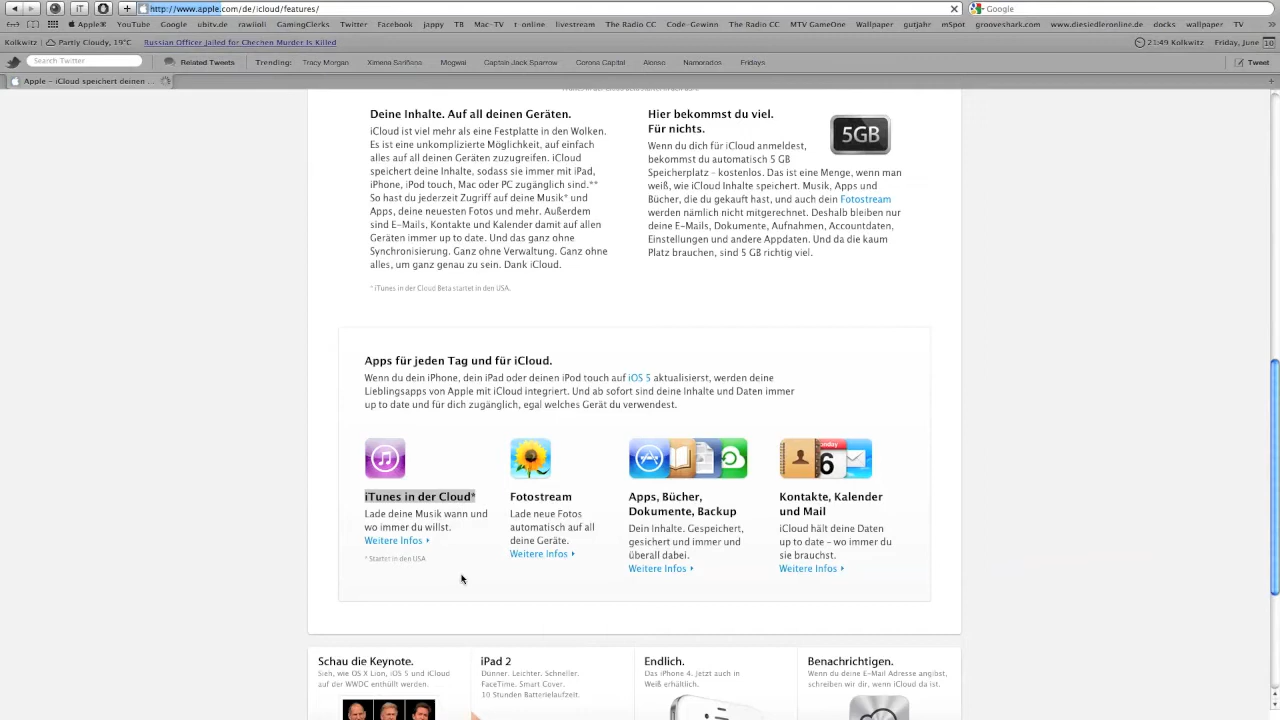 http://www.apple.com/de/icloud/features/
Google
Apple YouTube Google ubitv.de rawiioli GamingClerks Twitter Facebook jappy TB Mac-TV t_online livestream The Radio CC Code-Gewinn The Radio CC MTV GameOne Wallpaper gutjahr mSpot grooveshark.com www.diesiedleronline.de docks wallpaper TV
Kolkwitz Partly Cloudy, 19°C Russian Officer Jailed for Chechen Murder Is Killed 21:49 Kolkwitz Friday, June 10
Search Twitter Related Tweets Trending: Tracy Morgan Ximena Sariñana Mogwai Captain Jack Sparrow Corona Capital Alonso Namorados Fridays Tweet
Apple – iCloud speichert deinen ...
Deine Inhalte. Auf all deinen Geräten.
iCloud ist viel mehr als eine Festplatte in den Wolken.
Es ist eine unkomplizierte Möglichkeit, auf einfach
alles auf all deinen Geräten zuzugreifen. iCloud
speichert deine Inhalte, sodass sie immer mit iPad,
iPhone, iPod touch, Mac oder PC zugänglich sind.**
So hast du jederzeit Zugriff auf deine Musik* und
Apps, deine neuesten Fotos und mehr. Außerdem
sind E-Mails, Kontakte und Kalender damit auf allen
Geräten immer up to date. Und das ganz ohne
Synchronisierung. Ganz ohne Verwaltung. Ganz ohne
alles, um ganz genau zu sein. Dank iCloud.
* iTunes in der Cloud Beta startet in den USA.
Hier bekommst du viel.
Für nichts.
5GB
Wenn du dich für iCloud anmeldest,
bekommst du automatisch 5 GB
Speicherplatz – kostenlos. Das ist eine Menge, wenn man
weiß, wie iCloud Inhalte speichert. Musik, Apps und
Bücher, die du gekauft hast, und auch dein Fotostream
werden nämlich nicht mitgerechnet. Deshalb bleiben nur
deine E-Mails, Dokumente, Aufnahmen, Accountdaten,
Einstellungen und andere Appdaten. Und da die kaum
Platz brauchen, sind 5 GB richtig viel.
Apps für jeden Tag und für iCloud.
Wenn du dein iPhone, dein iPad oder deinen iPod touch auf iOS 5 aktualisierst, werden deine
Lieblingsapps von Apple mit iCloud integriert. Und ab sofort sind deine Inhalte und Daten immer
up to date und für dich zugänglich, egal welches Gerät du verwendest.
iTunes in der Cloud*
Lade deine Musik wann und
wo immer du willst.
Weitere Infos
* Startet in den USA
Fotostream
Lade neue Fotos
automatisch auf all
deine Geräte.
Weitere Infos
Apps, Bücher,
Dokumente, Backup
Dein Inhalte. Gespeichert,
gesichert und immer und
überall dabei.
Weitere Infos
6
Kontakte, Kalender
und Mail
iCloud hält deine Daten
up to date – wo immer du
sie brauchst.
Weitere Infos
Schau die Keynote.
Sieh, wie OS X Lion, iOS 5 und iCloud
auf der WWDC enthüllt werden.
iPad 2
Dünner. Leichter. Schneller.
FaceTime. Smart Cover.
10 Stunden Batterielaufzeit.
Endlich.
Das iPhone 4. Jetzt auch in
Weiß erhältlich.
Benachrichtigen.
Wenn du deine E-Mail Adresse angibst,
schreiben wir dir, wenn iCloud da ist.